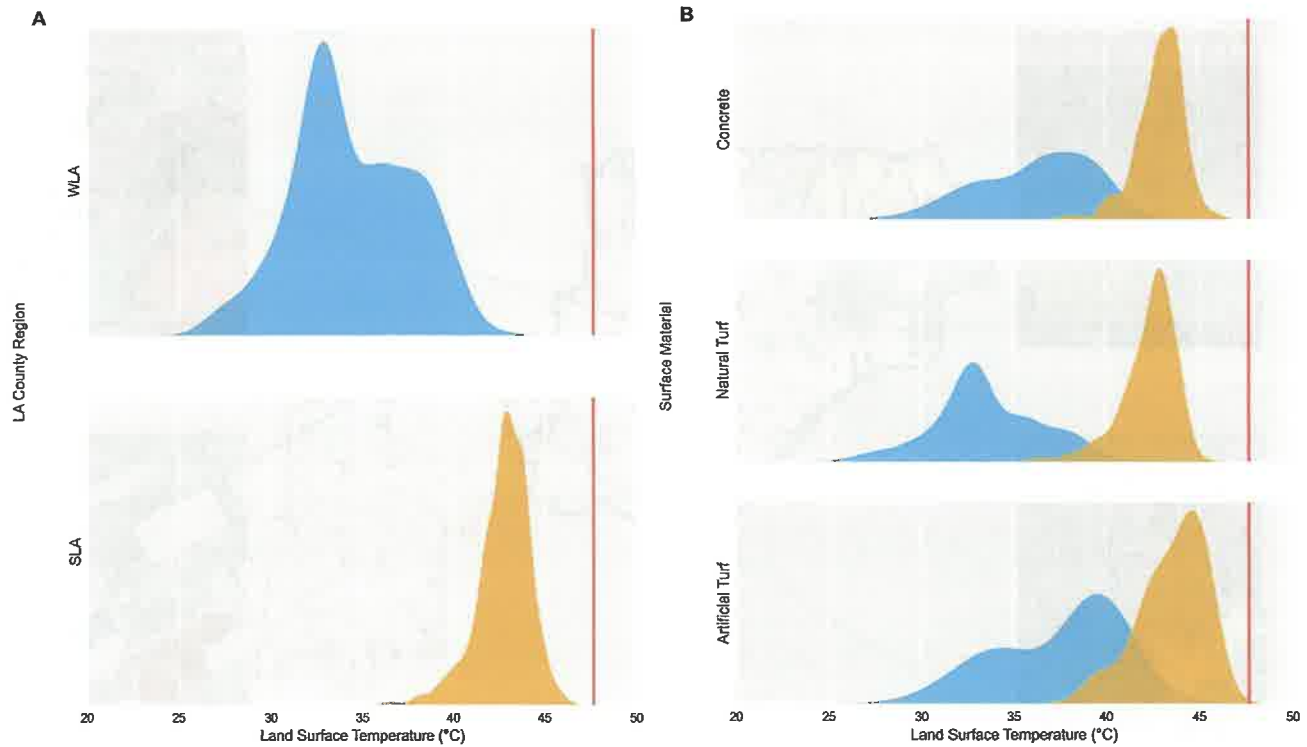 A
WLA
SLA
LA County Region
20 25 30 35 40 45 50
Land Surface Temperature (°C)
B
Concrete
Natural Turf
Artificial Turf
Surface Material
20 25 30 35 40 45 50
Land Surface Temperature (°C)